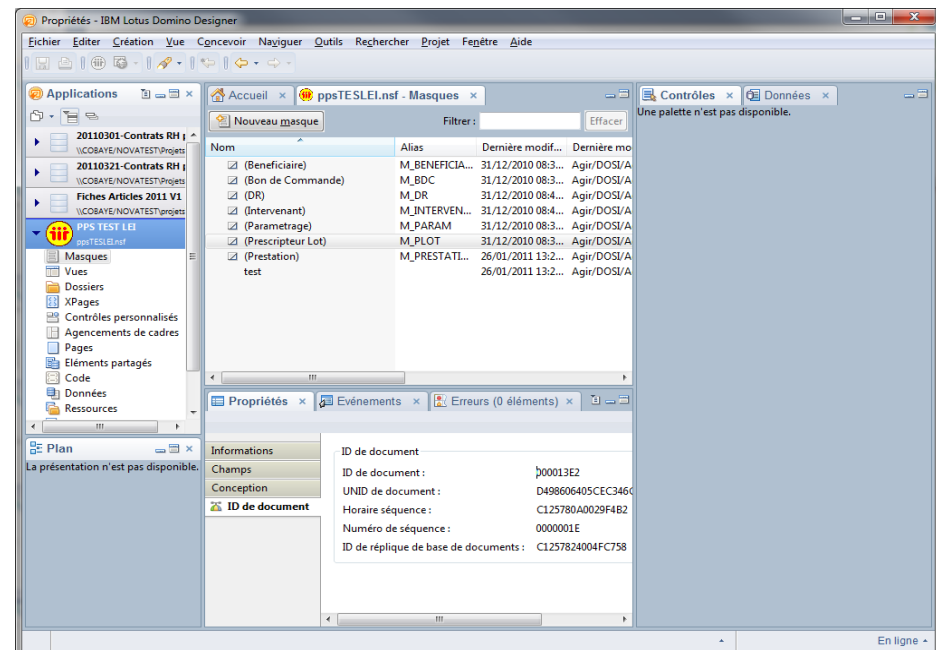 Propriétés - IBM Lotus Domino Designer
Eichier Editer Création Vue Concevoir Naviguer Outils Rechercher Projet Fenêtre Aide
Applications
20110301-Contrats RH
\\COBAYE/NOVATEST\Projets
20110321-Contrats RH
\\COBAYE/NOVATEST\Projets
Fiches Articles 2011 V1
\\COBAYE/NOVATEST\projets
PPS TEST LEI
ppsTESLEI.nsf
Masques
Vues
Dossiers
XPages
Contrôles personnalisés
Agencements de cadres
Pages
Eléments partagés
Code
Données
Ressources
Plan
La présentation n'est pas disponible.
Accueil ppsTESLEI.nsf - Masques
Nouveau masque Filtrer : Effacer
Nom Alias Dernière modif... Dernière mo
(Beneficiaire) M_BENEFICIA... 31/12/2010 08:3... Agir/DOSI/A
(Bon de Commande) M_BDC 31/12/2010 08:3... Agir/DOSI/A
(DR) M_DR 31/12/2010 08:4... Agir/DOSI/A
(Intervenant) M_INTERVEN... 31/12/2010 08:4... Agir/DOSI/A
(Parametrage) M_PARAM 31/12/2010 08:4... Agir/DOSI/A
(Prescripteur Lot) M_PLOT 31/12/2010 08:3... Agir/DOSI/A
(Prestation) M_PRESTATI... 26/01/2011 13:2... Agir/DOSI/A
test 26/01/2011 13:2... Agir/DOSI/A
Propriétés Evénements Erreurs (0 éléments)
Informations
Champs
Conception
ID de document
ID de document
ID de document : 000013E2
UNID de document : D498606405CEC346
Horaire séquence : C125780A0029F4B2
Numéro de séquence : 0000001E
ID de réplique de base de documents : C1257824004FC758
Contrôles Données
Une palette n'est pas disponible.
En ligne